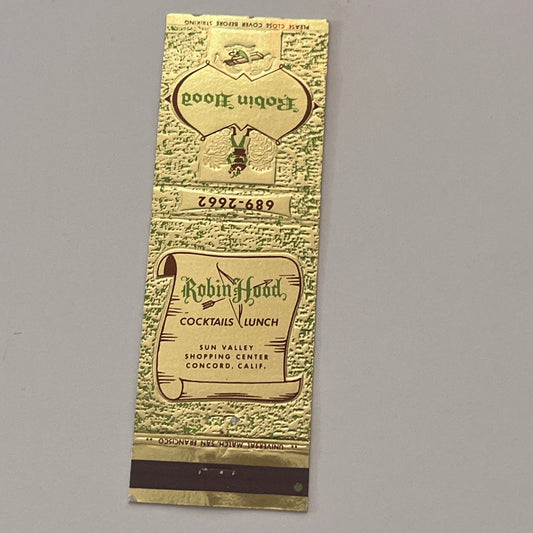 PLEASE CLOSE COVER BEFORE STRIKING
Robin Hood
689-2662
Robin Hood
COCKTAILS LUNCH
SUN VALLEY
SHOPPING CENTER
CONCORD, CALIF.
UNIVERSAL MATCH, SAN FRANCISCO